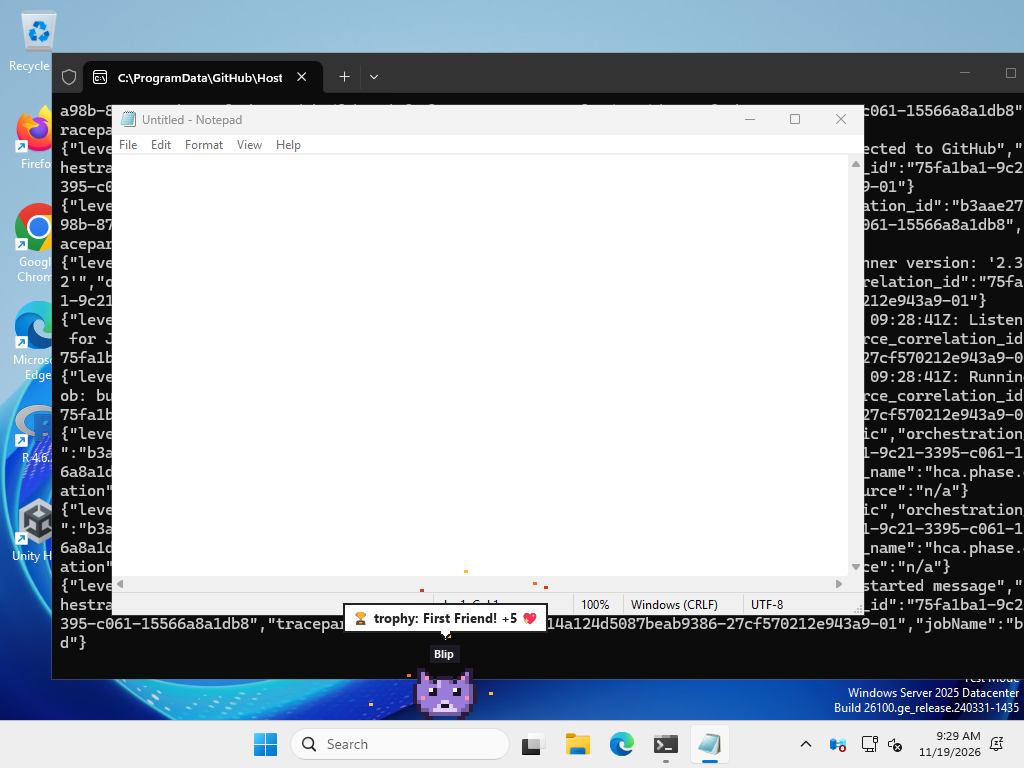 Recycle
C:\ProgramData\GitHub\Host
a98b-8
c061-15566a8a1db8"
Untitled - Notepad
racepa
File Edit Format View Help
{"leve
ected to GitHub","
hestra
_id":"75fa1ba1-9c2
395-c0
9-01"}
{"leve
ation_id":"b3aae27
98b-87
061-15566a8a1db8",
acepar
{"leve
nner version: '2.3
2'","o
relation_id":"75fa
1-9c21
212e943a9-01"}
{"leve
09:28:41Z: Listen
for J
rce_correlation_id
75fa1b
27cf570212e943a9-0
{"leve
09:28:41Z: Runnin
ob: bu
rce_correlation_id
75fa1b
27cf570212e943a9-0
{"leve
ic","orchestration
":"b3a
1-9c21-3395-c061-1
6a8a1d
_name":"hca.phase.
ation"
urce":"n/a"}
{"leve
ic","orchestration
":"b3a
1-9c21-3395-c061-1
6a8a1d
_name":"hca.phase.
ation"
ce":"n/a"}
{"leve
started message","
hestra
_id":"75fa1ba1-9c2
395-c061-15566a8a1db8","tracepar
14a124d5087beab9386-27cf570212e943a9-01","jobName":"b
d"}
Firefo
Googl
Chrom
Micros
Edge
R 4.6.
Unity H
100% Windows (CRLF) UTF-8
trophy: First Friend! +5
Blip
Test Mode
Windows Server 2025 Datacenter
Build 26100.ge_release.240331-1435
Search
9:29 AM
11/19/2026